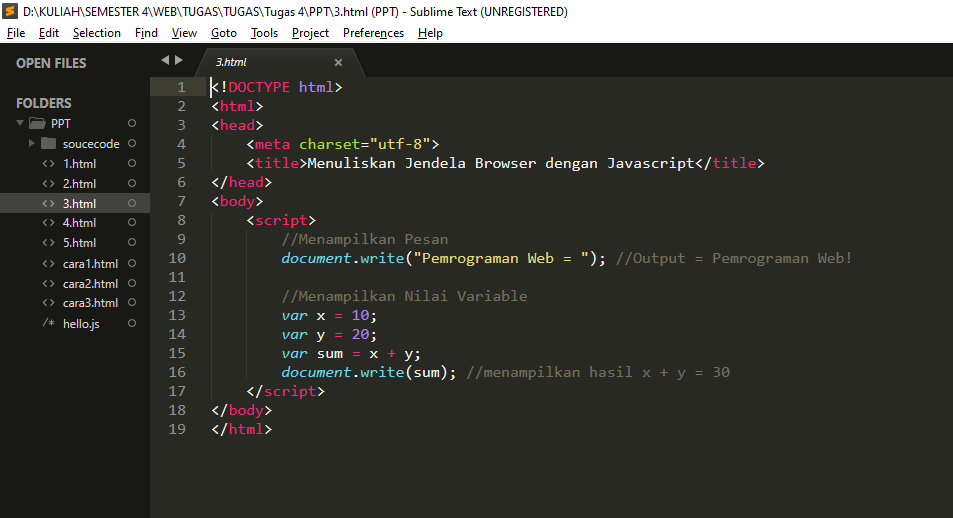 D:\KULIAH\SEMESTER 4\WEB\TUGAS\TUGAS\Tugas 4\PPT\3.html (PPT) - Sublime Text (UNREGISTERED)
File Edit Selection Find View Goto Tools Project Preferences Help
OPEN FILES
FOLDERS
PPT
soucecode
<> 1.html
<> 2.html
<> 3.html
<> 4.html
<> 5.html
<> cara1.html
<> cara2.html
<> cara3.html
/* hello.js
3.html ×
1 <!DOCTYPE html>
2 <html>
3 <head>
4     <meta charset="utf-8">
5     <title>Menuliskan Jendela Browser dengan Javascript</title>
6 </head>
7 <body>
8     <script>
9         //Menampilkan Pesan
10         document.write("Pemrograman Web = "); //Output = Pemrograman Web!
11
12         //Menampilkan Nilai Variable
13         var x = 10;
14         var y = 20;
15         var sum = x + y;
16         document.write(sum); //menampilkan hasil x + y = 30
17     </script>
18 </body>
19 </html>